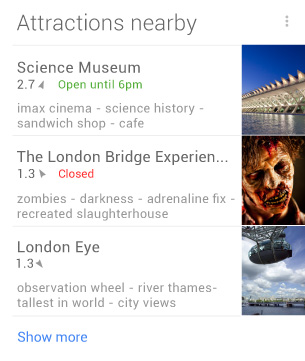 Attractions nearby
Science Museum
2.7 Open until 6pm
imax cinema - science history -
sandwich shop - cafe
The London Bridge Experien...
1.3 Closed
zombies - darkness - adrenaline fix -
recreated slaughterhouse
London Eye
1.3
observation wheel - river thames-
tallest in world - city views
Show more